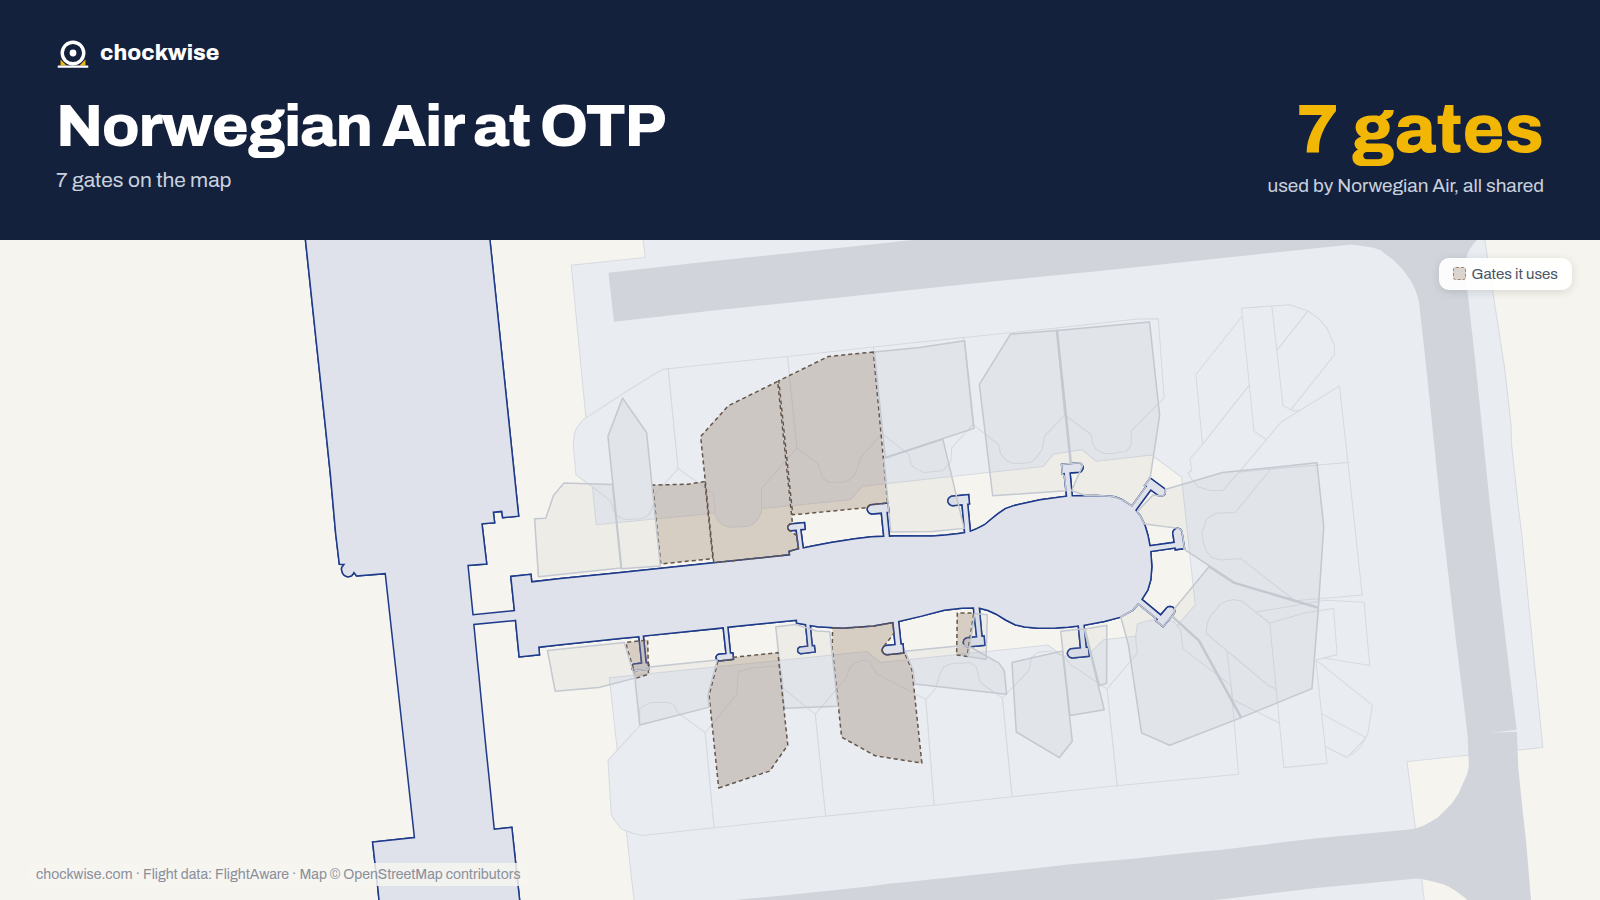 chockwise
Norwegian Air at OTP
7 gates on the map
7 gates
used by Norwegian Air, all shared
Gates it uses
chockwise.com · Flight data: FlightAware · Map © OpenStreetMap contributors